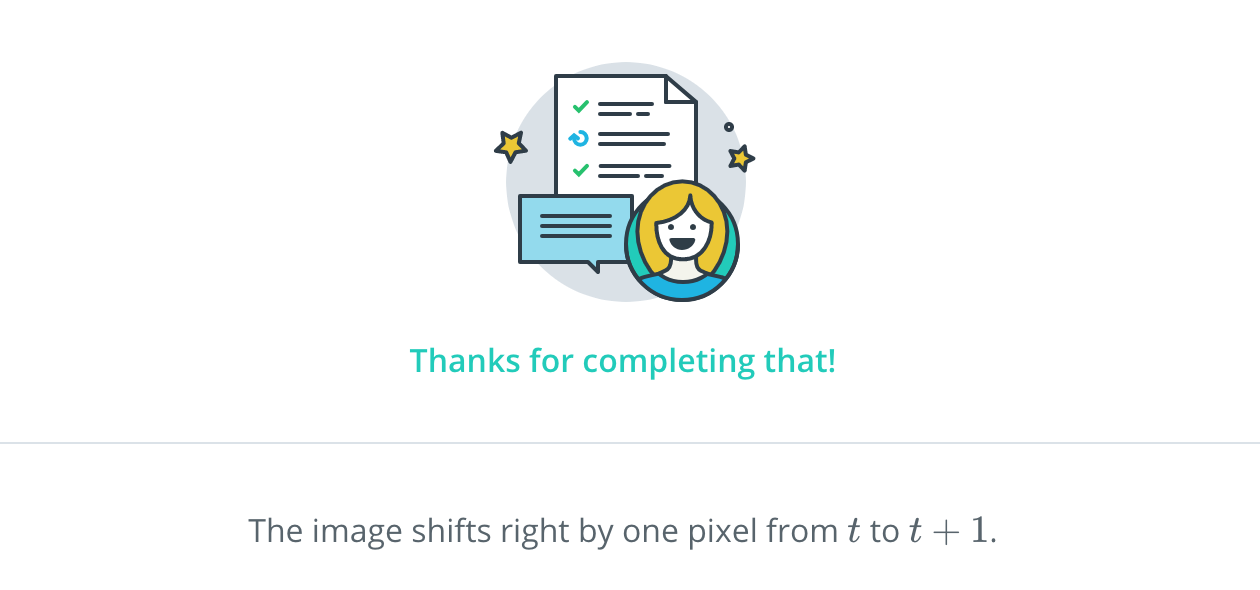 Thanks for completing that!
The image shifts right by one pixel from t to t + 1.